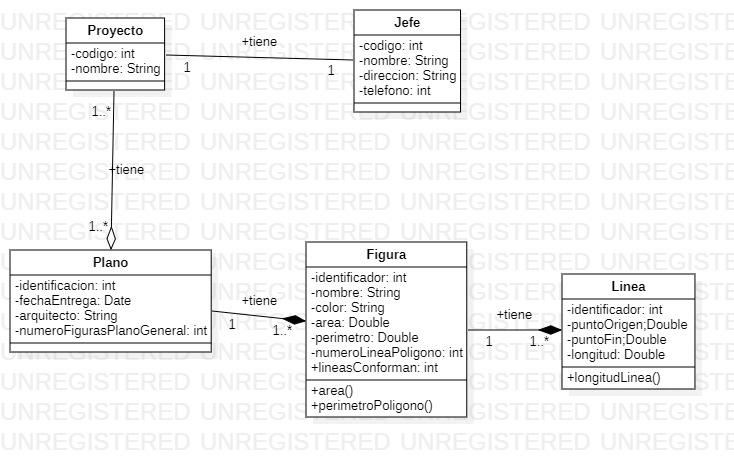 Proyecto
-codigo: int
-nombre: String
+tiene
1
1
Jefe
-codigo: int
-nombre: String
-direccion: String
-telefono: int
1..*
+tiene
1..*
Plano
-identificacion: int
-fechaEntrega: Date
-arquitecto: String
-numeroFigurasPlanoGeneral: int
+tiene
1
1..*
Figura
-identificador: int
-nombre: String
-color: String
-area: Double
-perimetro: Double
-numeroLineaPoligono: int
+lineasConforman: int
+area()
+perimetroPoligono()
+tiene
1
1..*
Linea
-identificador: int
-puntoOrigen;Double
-puntoFin;Double
-longitud: Double
+longitudLinea()
UNREGISTERED UNREGISTERED UNREGISTERED UNREGISTERED